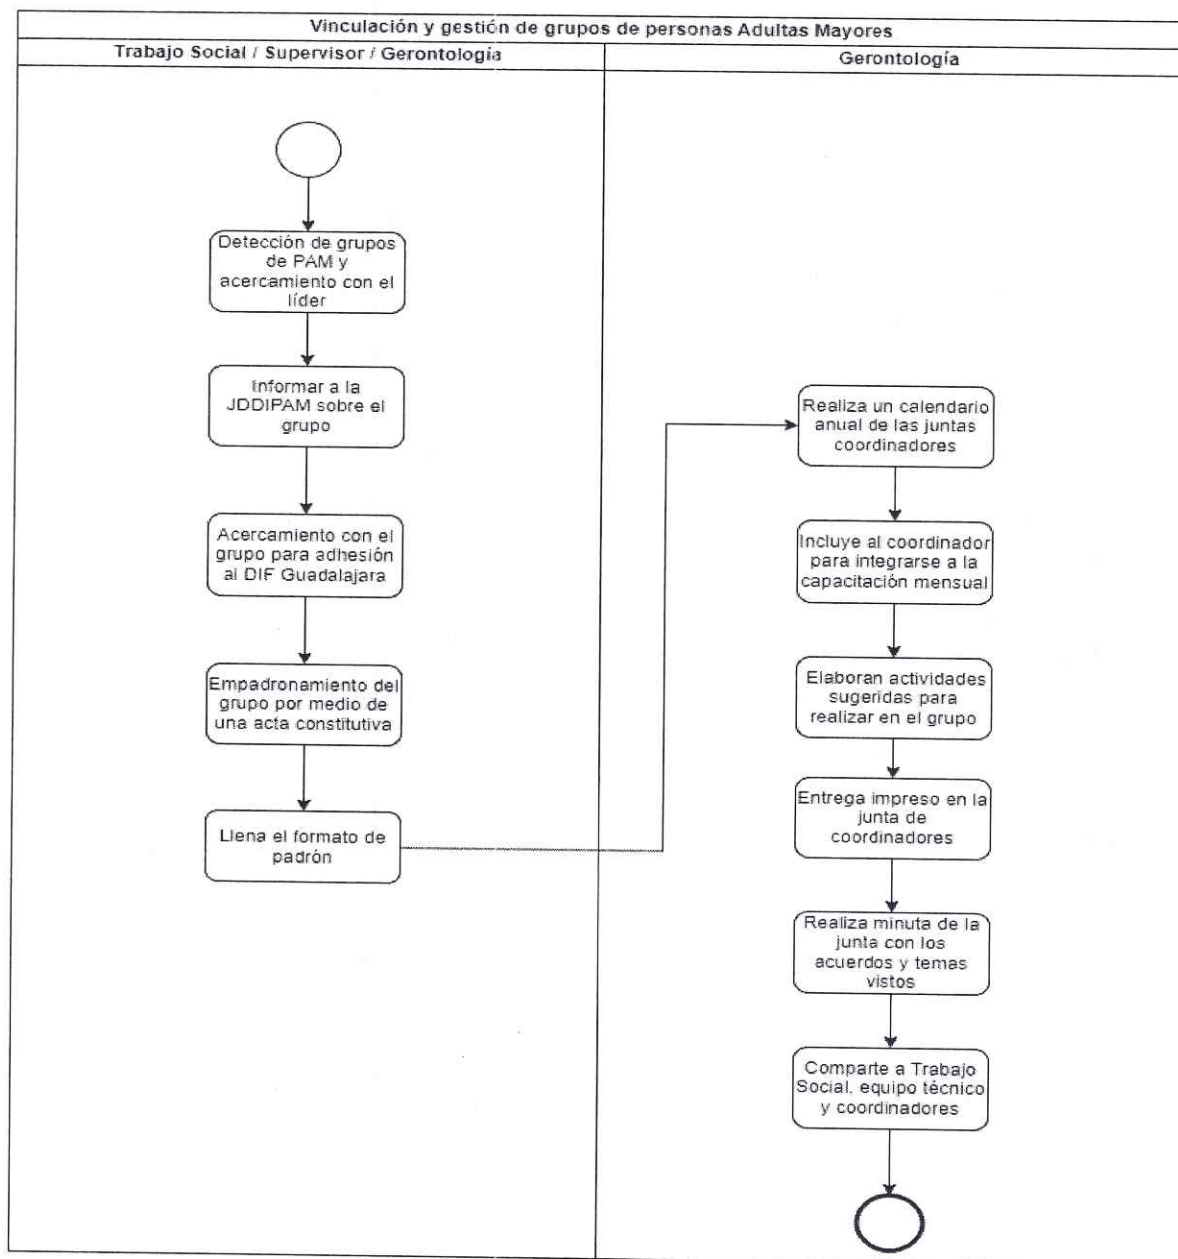 Vinculación y gestión de grupos de personas Adultas Mayores
Trabajo Social / Supervisor / Gerontología
Gerontología
Detección de grupos
de PAM y
acercamiento con el
líder
Informar a la
JDDIPAM sobre el
grupo
Acercamiento con el
grupo para adhesión
al DIF Guadalajara
Empadronamiento del
grupo por medio de
una acta constitutiva
Llena el formato de
padrón
Realiza un calendario
anual de las juntas
coordinadores
Incluye al coordinador
para integrarse a la
capacitación mensual
Elaboran actividades
sugeridas para
realizar en el grupo
Entrega impreso en la
junta de
coordinadores
Realiza minuta de la
junta con los
acuerdos y temas
vistos
Comparte a Trabajo
Social, equipo técnico
y coordinadores